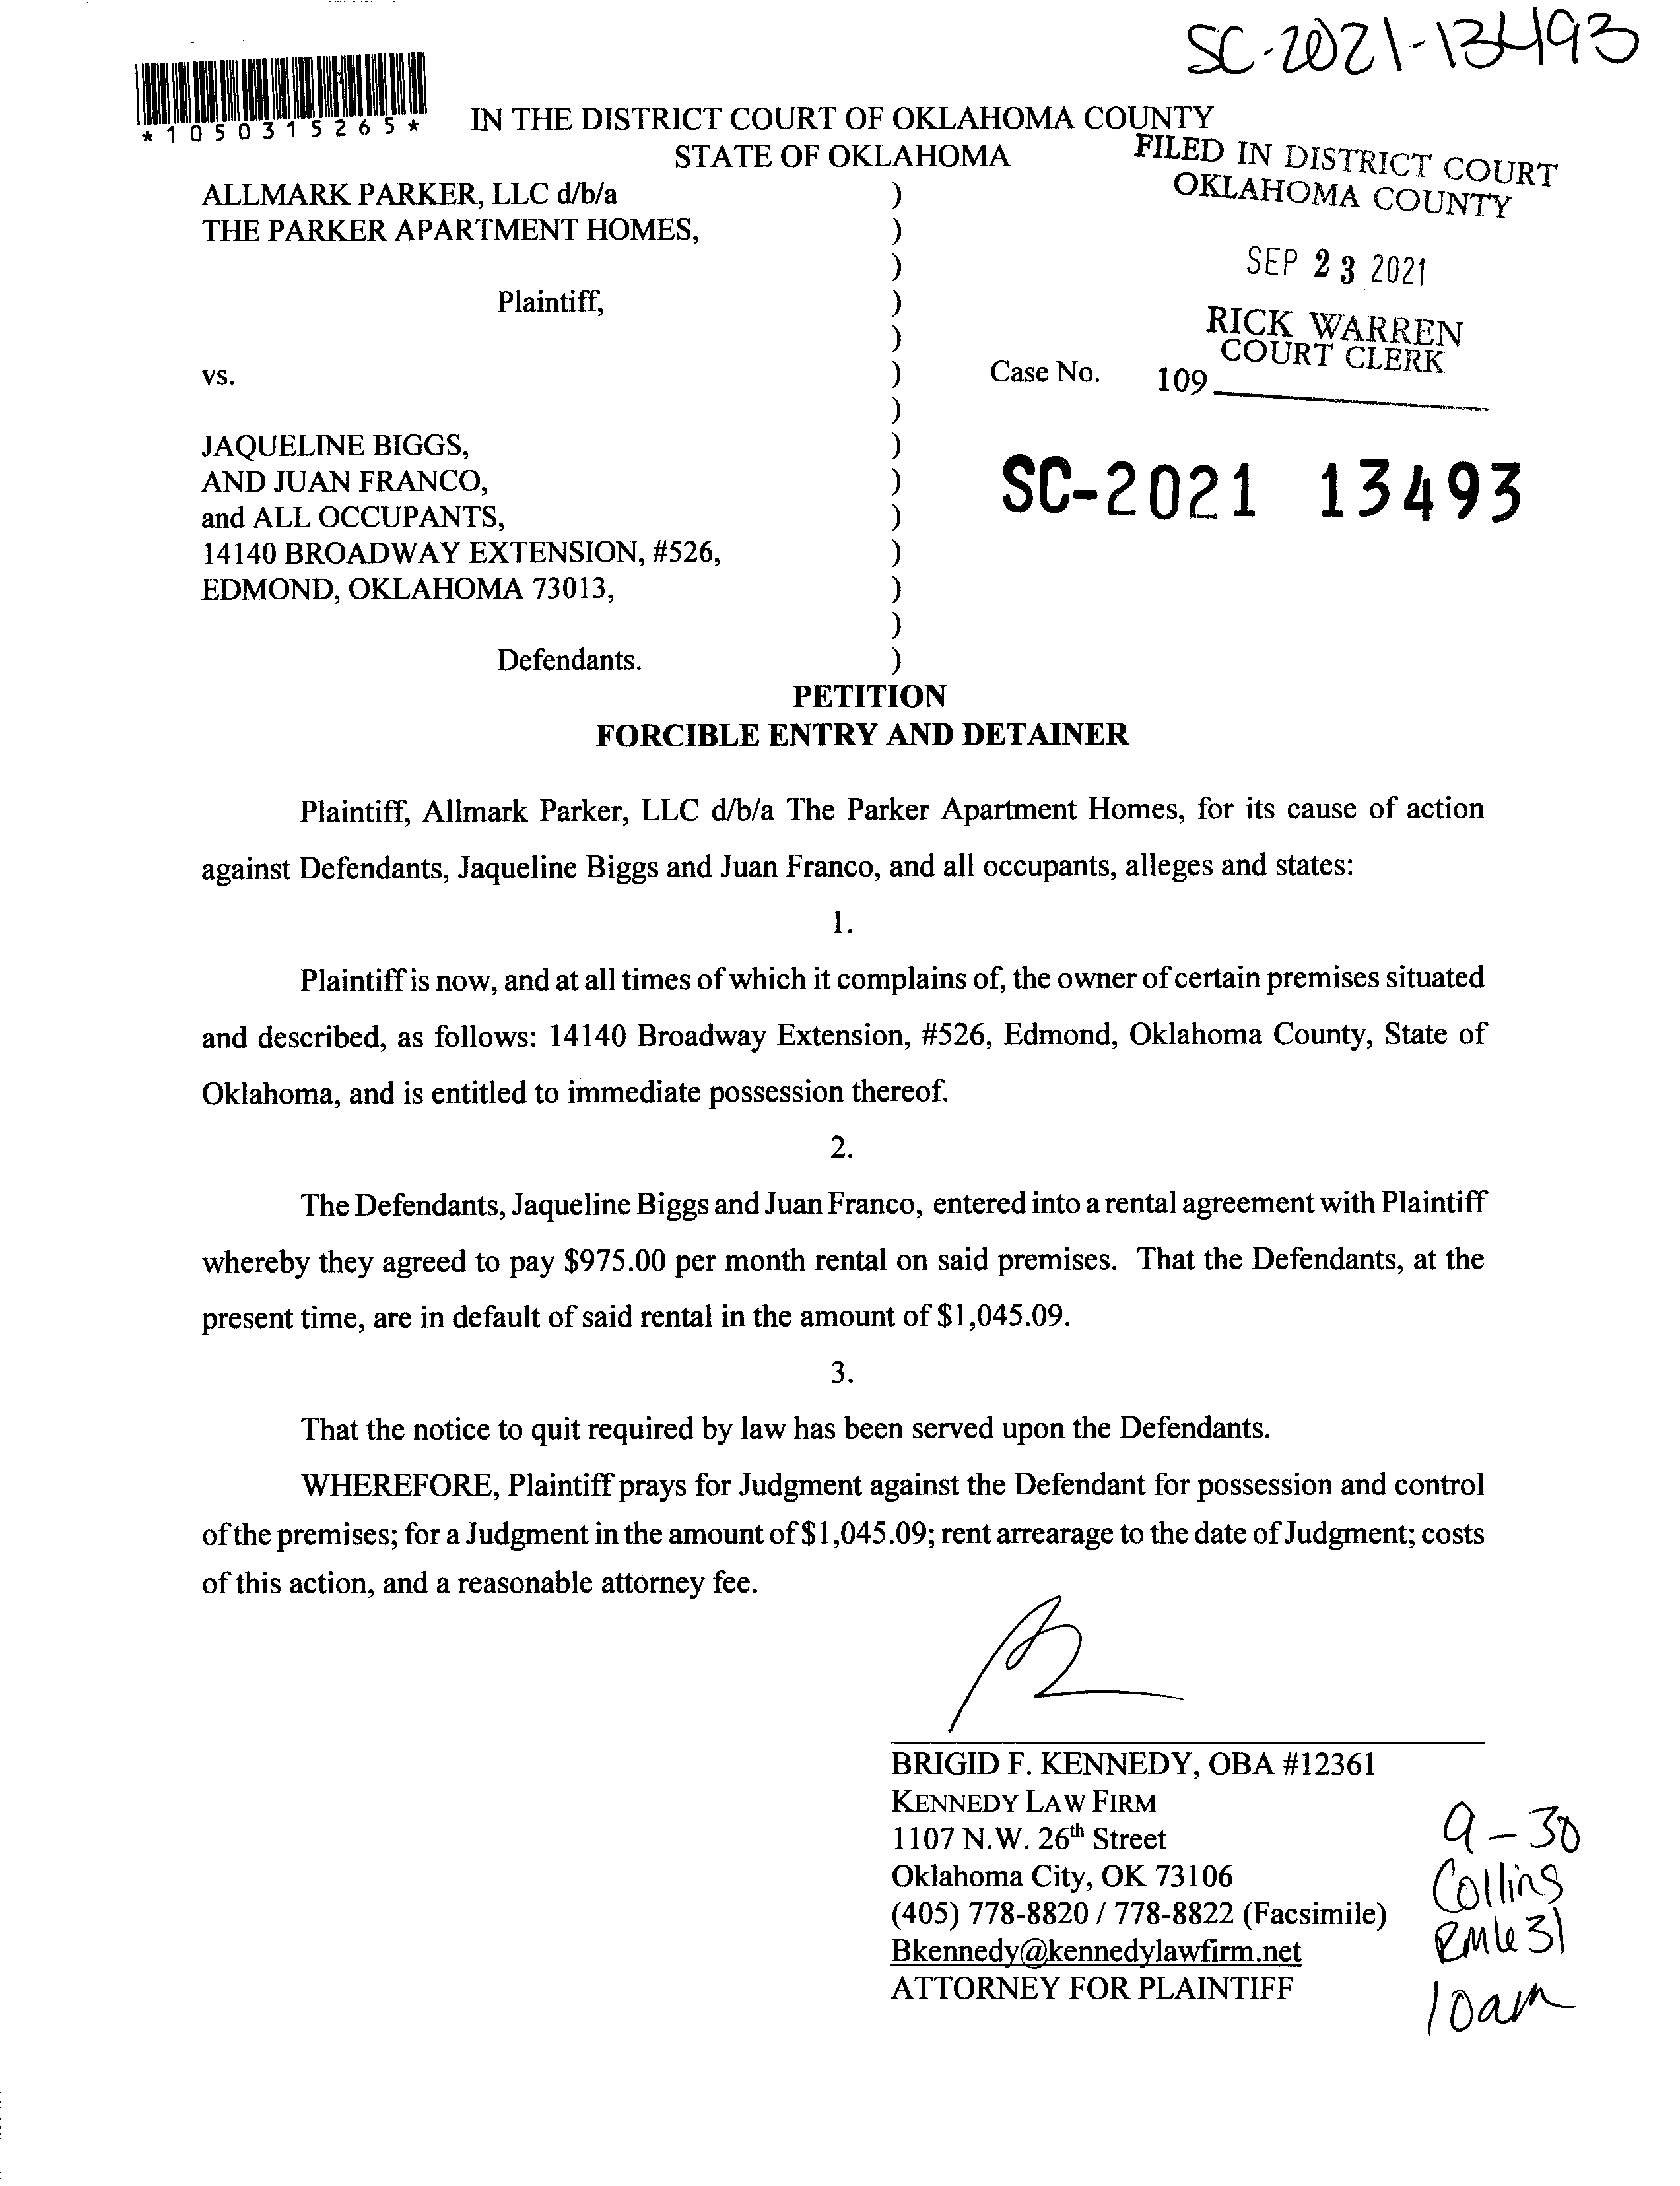 SC-2021-13493
*1050315265*
IN THE DISTRICT COURT OF OKLAHOMA COUNTY
STATE OF OKLAHOMA
FILED IN DISTRICT COURT
OKLAHOMA COUNTY
SEP 23 2021
RICK WARREN
COURT CLERK
109
ALLMARK PARKER, LLC d/b/a )
THE PARKER APARTMENT HOMES, )
)
Plaintiff, )
)
vs. ) Case No.
)
JAQUELINE BIGGS, )
AND JUAN FRANCO, ) SC-2021 13493
and ALL OCCUPANTS, )
14140 BROADWAY EXTENSION, #526, )
EDMOND, OKLAHOMA 73013, )
)
Defendants. )
PETITION
FORCIBLE ENTRY AND DETAINER
Plaintiff, Allmark Parker, LLC d/b/a The Parker Apartment Homes, for its cause of action
against Defendants, Jaqueline Biggs and Juan Franco, and all occupants, alleges and states:
1.
Plaintiff is now, and at all times of which it complains of, the owner of certain premises situated
and described, as follows: 14140 Broadway Extension, #526, Edmond, Oklahoma County, State of
Oklahoma, and is entitled to immediate possession thereof.
2.
The Defendants, Jaqueline Biggs and Juan Franco, entered into a rental agreement with Plaintiff
whereby they agreed to pay $975.00 per month rental on said premises. That the Defendants, at the
present time, are in default of said rental in the amount of $1,045.09.
3.
That the notice to quit required by law has been served upon the Defendants.
WHEREFORE, Plaintiff prays for Judgment against the Defendant for possession and control
of the premises; for a Judgment in the amount of $1,045.09; rent arrearage to the date of Judgment; costs
of this action, and a reasonable attorney fee.
BRIGID F. KENNEDY, OBA #12361
KENNEDY LAW FIRM
1107 N.W. 26th Street
Oklahoma City, OK 73106
(405) 778-8820 / 778-8822 (Facsimile)
Bkennedy@kennedylawfirm.net
ATTORNEY FOR PLAINTIFF
9-30
Collins
31
10am